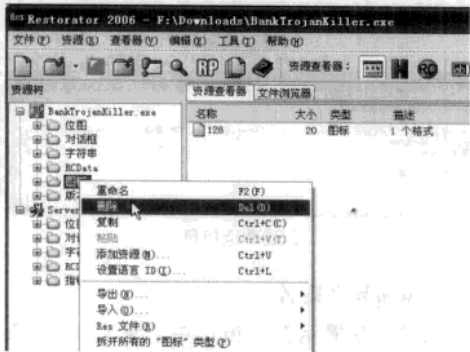 Res Restorator 2006 - F:\Downloads\BankTrojanKiller.exe
文件(F) 资源(R) 查看器(V) 编辑(E) 工具(T) 帮助(H)
RP 资源查看器:
资源树
资源查看器 文件浏览器
BankTrojanKiller.exe
位图
对话框
字符串
RCData
Server
名称 大小 类型 描述
128 20 图标 1 个格式
重命名 F2(F)
删除 Del(D)
复制 Ctrl+C(C)
粘贴 Ctrl+V(T)
添加资源(M)... Ctrl+U
设置语言 ID(I)... Ctrl+L
导出(W)...
导入(O)...
Res 文件(R)
拆开所有的 "图标" 类型(P)